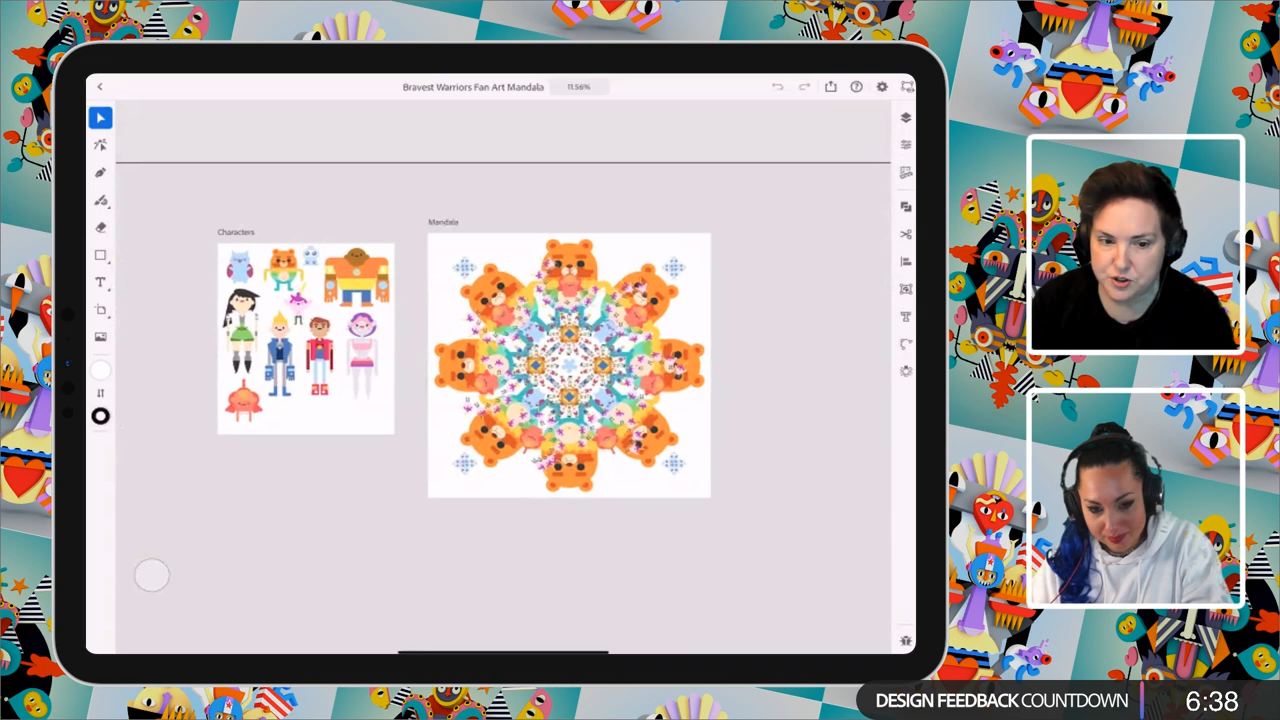 Bravest Warriors Fan Art Mandala 11.56%
Characters
Mandala
DESIGN FEEDBACK COUNTDOWN 6:38